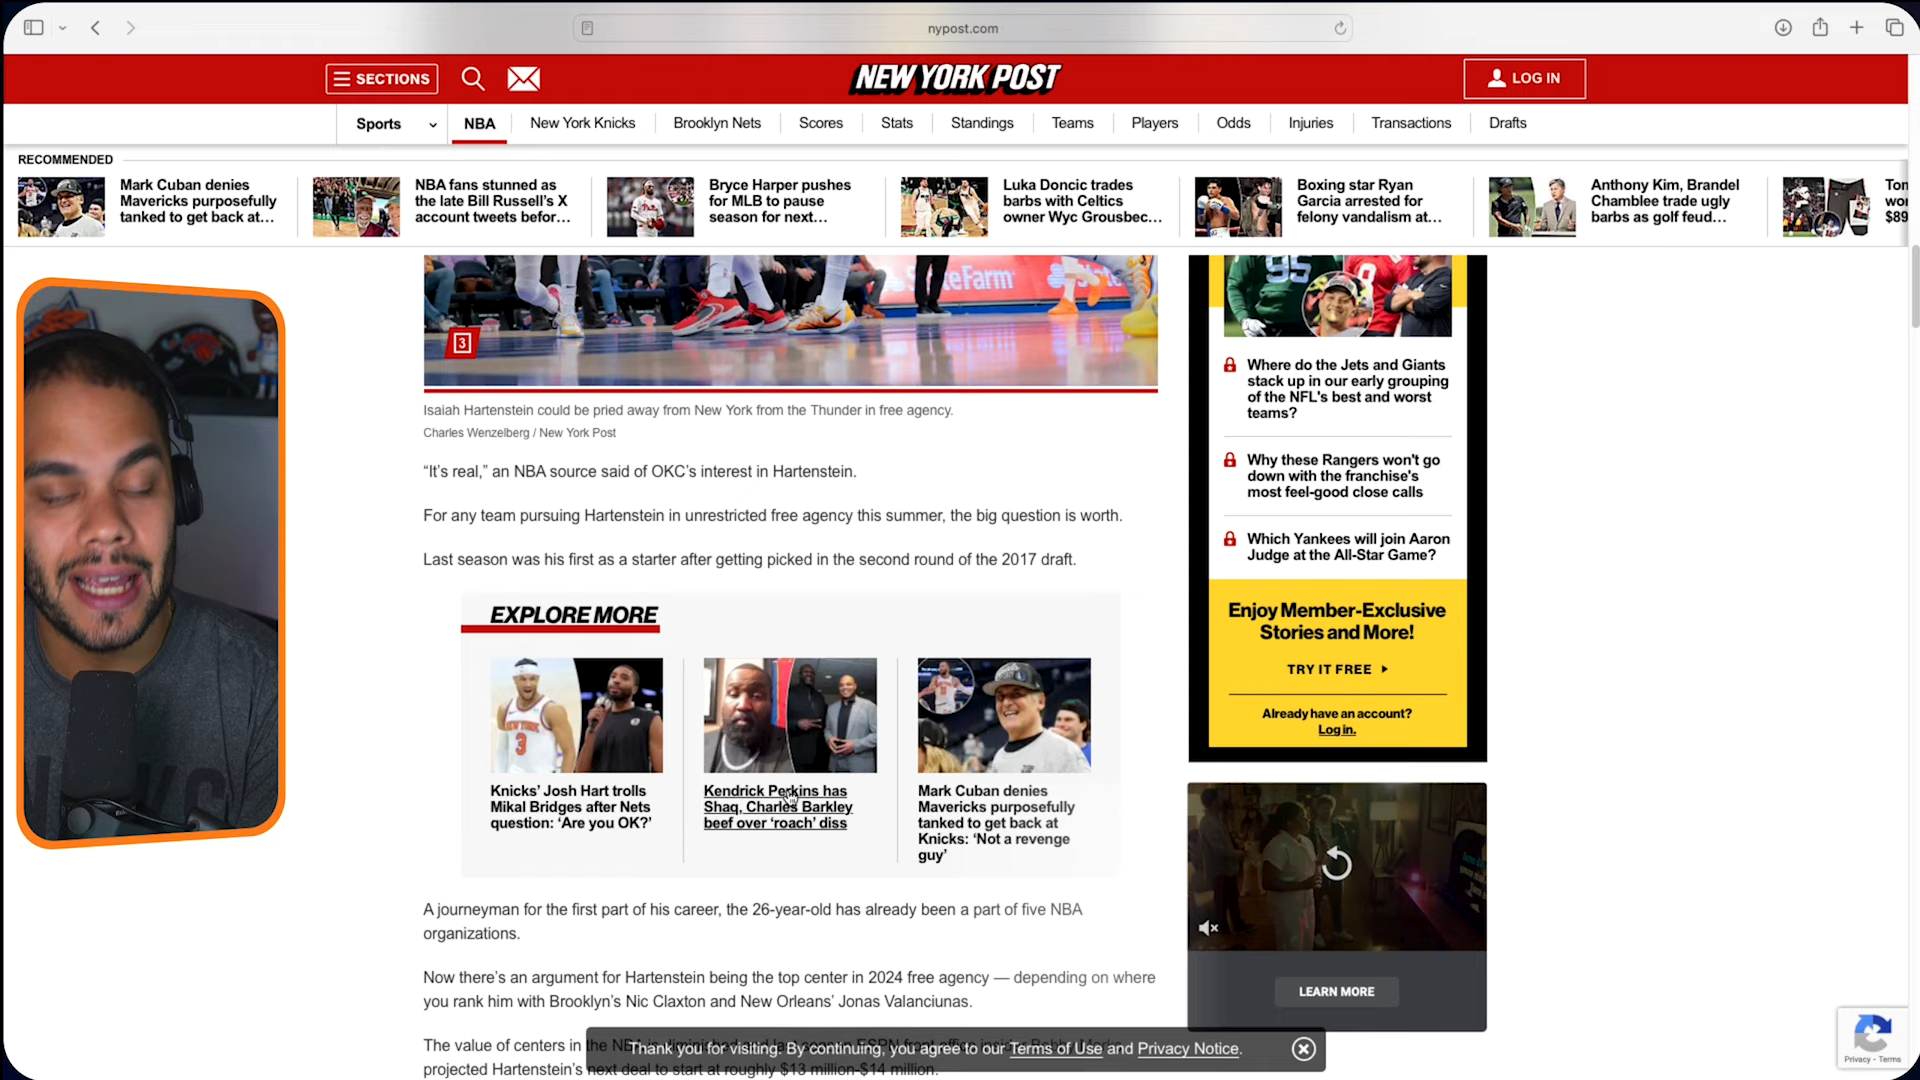 nypost.com
SECTIONS
NEW YORK POST
LOG IN
Sports
NBA
New York Knicks
Brooklyn Nets
Scores
Stats
Standings
Teams
Players
Odds
Injuries
Transactions
Drafts
RECOMMENDED
Mark Cuban denies
Mavericks purposefully
tanked to get back at...
NBA fans stunned as
the late Bill Russell's X
account tweets befor...
Bryce Harper pushes
for MLB to pause
season for next...
Luka Doncic trades
barbs with Celtics
owner Wyc Grousbec...
Boxing star Ryan
Garcia arrested for
felony vandalism at...
Anthony Kim, Brandel
Chamblee trade ugly
barbs as golf feud...
$89
StateFarm
3
Isaiah Hartenstein could be pried away from New York from the Thunder in free agency.
Charles Wenzelberg / New York Post
“It’s real,” an NBA source said of OKC’s interest in Hartenstein.
For any team pursuing Hartenstein in unrestricted free agency this summer, the big question is worth.
Last season was his first as a starter after getting picked in the second round of the 2017 draft.
EXPLORE MORE
Knicks’ Josh Hart trolls
Mikal Bridges after Nets
question: ‘Are you OK?’
Kendrick Perkins has
Shaq, Charles Barkley
beef over ‘roach’ diss
Mark Cuban denies
Mavericks purposefully
tanked to get back at
Knicks: ‘Not a revenge
guy’
A journeyman for the first part of his career, the 26-year-old has already been a part of five NBA
organizations.
Now there’s an argument for Hartenstein being the top center in 2024 free agency — depending on where
you rank him with Brooklyn’s Nic Claxton and New Orleans’ Jonas Valanciunas.
The value of centers in the
projected Hartenstein’s next deal to start at roughly $13 million-$14 million.
Where do the Jets and Giants
stack up in our early grouping
of the NFL's best and worst
teams?
Why these Rangers won't go
down with the franchise's
most feel-good close calls
Which Yankees will join Aaron
Judge at the All-Star Game?
Enjoy Member-Exclusive
Stories and More!
TRY IT FREE
Already have an account?
Log in.
LEARN MORE
Thank you for visiting. By continuing, you agree to our Terms of Use and Privacy Notice.
Privacy - Terms